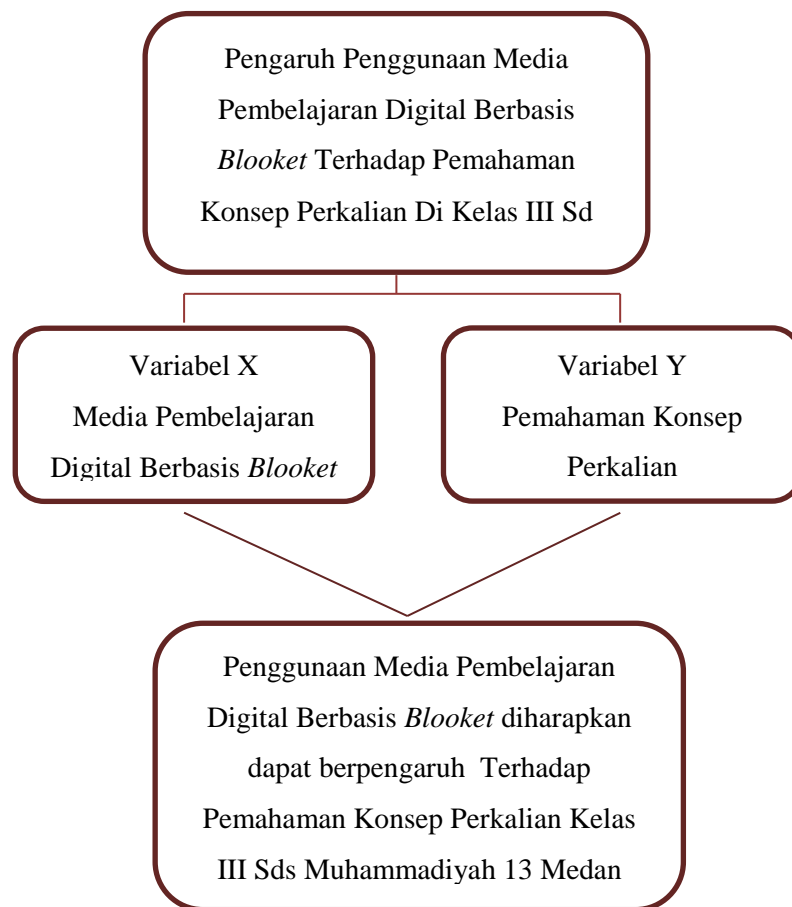 Pengaruh Penggunaan Media
Pembelajaran Digital Berbasis
Blooket Terhadap Pemahaman
Konsep Perkalian Di Kelas III Sd
Variabel X
Media Pembelajaran
Digital Berbasis Blooket
Variabel Y
Pemahaman Konsep
Perkalian
Penggunaan Media Pembelajaran
Digital Berbasis Blooket diharapkan
dapat berpengaruh Terhadap
Pemahaman Konsep Perkalian Kelas
III Sds Muhammadiyah 13 Medan